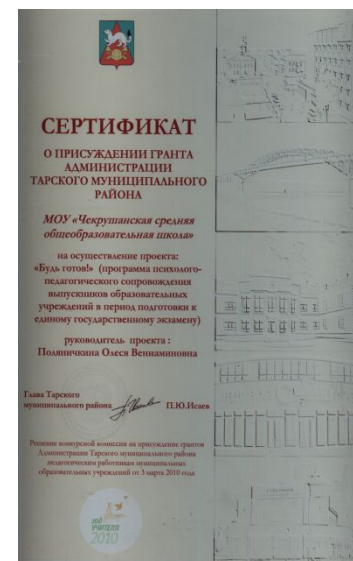 СЕРТИФИКАТ
О ПРИСУЖДЕНИИ ГРАНТА
АДМИНИСТРАЦИИ
ТАРСКОГО МУНИЦИПАЛЬНОГО
РАЙОНА
МОУ «Чекрушанская средняя
общеобразовательная школа»
на осуществление проекта:
«Будь готов!» (программа психолого-
педагогического сопровождения
выпускников образовательных
учреждений в период подготовки к
единому государственному экзамену)
руководитель проекта :
Поляничкина Олеся Вениаминовна
Глава Тарского
муниципального района П.Ю.Исаев
Решение конкурсной комиссии на присуждение грантов
Администрации Тарского муниципального района
педагогическим работникам муниципальных
образовательных учреждений от 3 марта 2010 года
ГОД
УЧИТЕЛЯ
2010